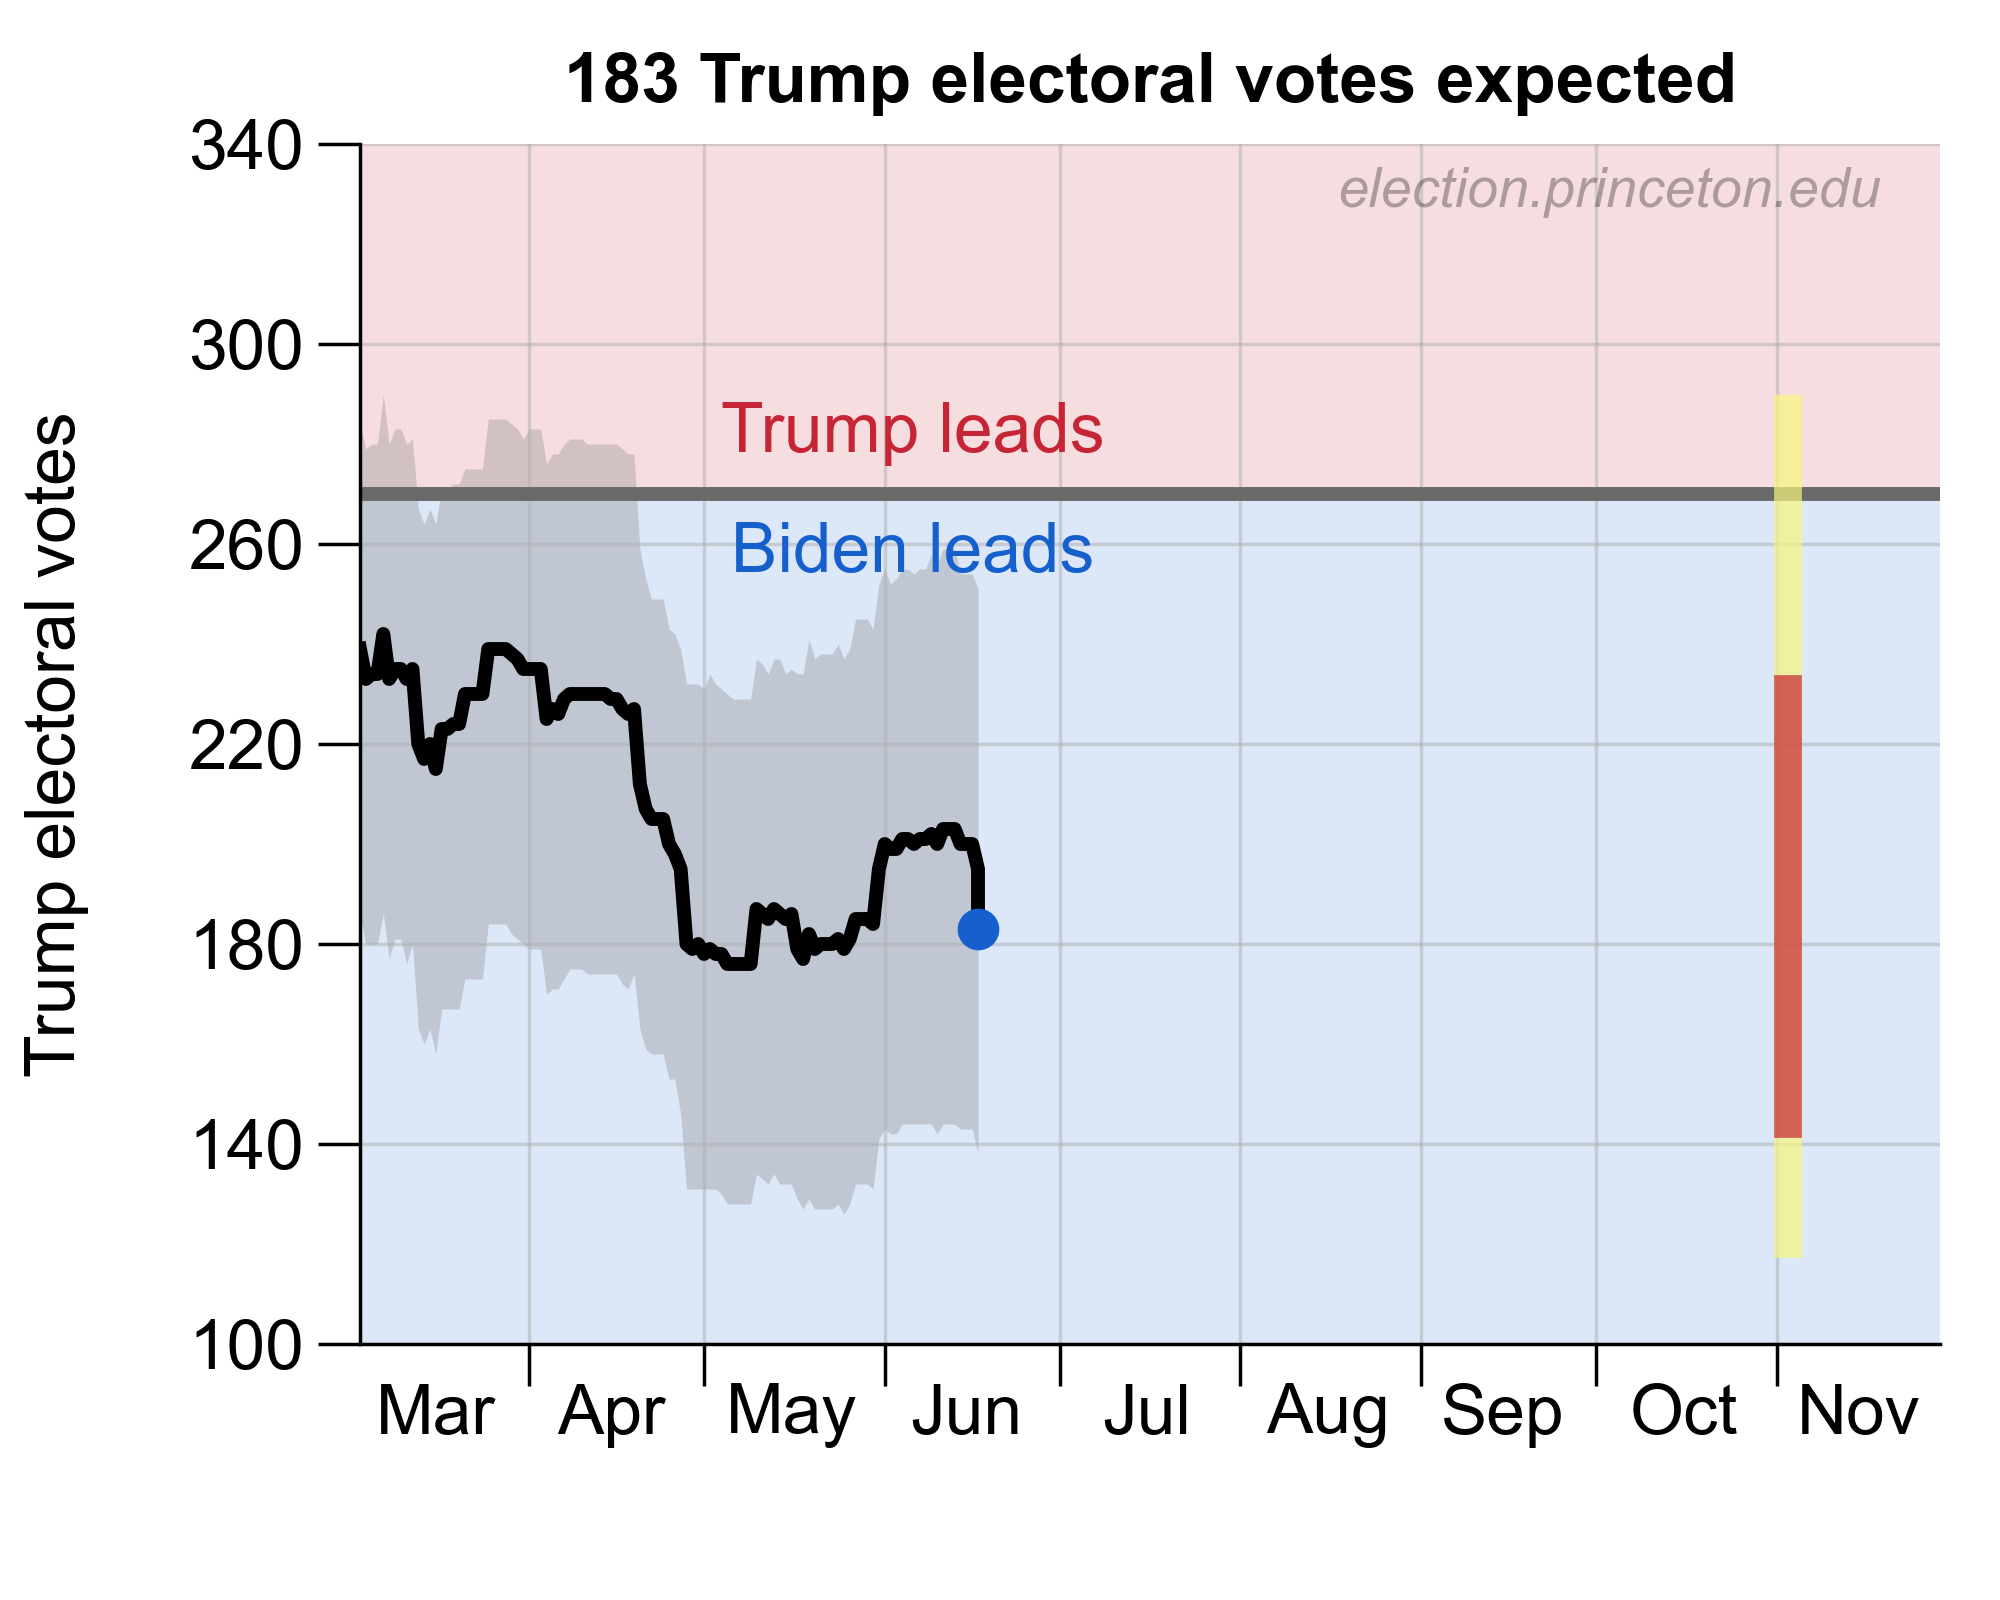 183 Trump electoral votes expected
340
election.princeton.edu
300
Trump leads
Biden leads
260
220
180
140
100
Trump electoral votes
Mar Apr May Jun Jul Aug Sep Oct Nov